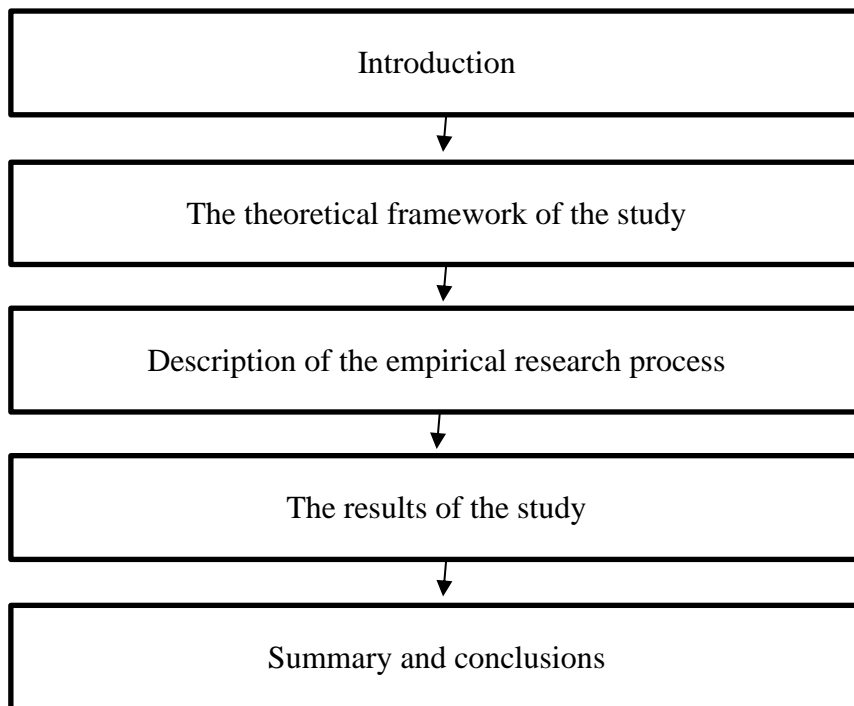 Introduction
The theoretical framework of the study
Description of the empirical research process
The results of the study
Summary and conclusions